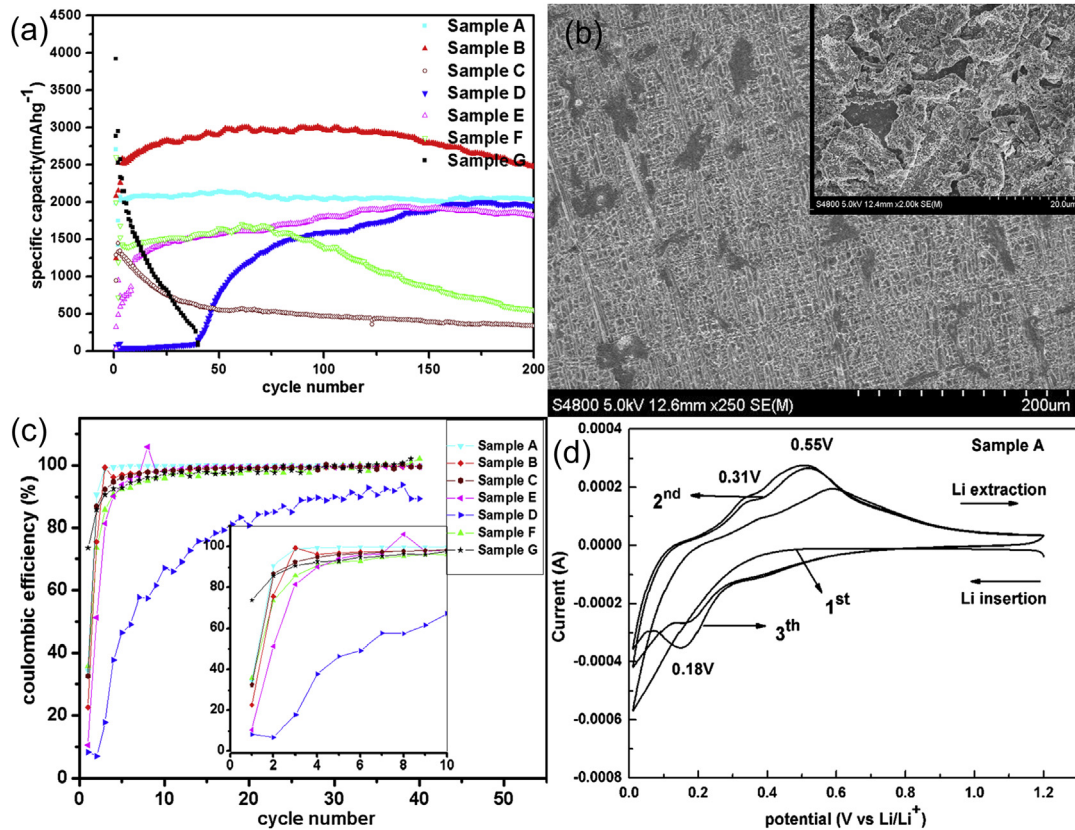 (a)
4500
4000
3500
3000
2500
2000
1500
1000
500
0
specific capacity(mAhg-1)
0
50
100
150
200
cycle number
Sample A
Sample B
Sample C
Sample D
Sample E
Sample F
Sample G
(b)
S4800 5.0kV 12.4mm x2.00k SE(M)
20.0um
S4800 5.0kV 12.6mm x250 SE(M)
200um
(c)
120
100
80
60
40
20
0
coulombic efficiency (%)
0
5
10
15
20
25
30
35
40
45
50
cycle number
Sample A
Sample B
Sample C
Sample E
Sample D
Sample F
Sample G
100
80
60
40
20
0
0
2
4
6
8
10
(d)
0.0004
0.0002
0.0000
-0.0002
-0.0004
-0.0006
-0.0008
Current (A)
0.0
0.2
0.4
0.6
0.8
1.0
1.2
potential (V vs Li/Li+)
Sample A
0.55V
0.31V
2nd
Li extraction
1st
Li insertion
3th
0.18V